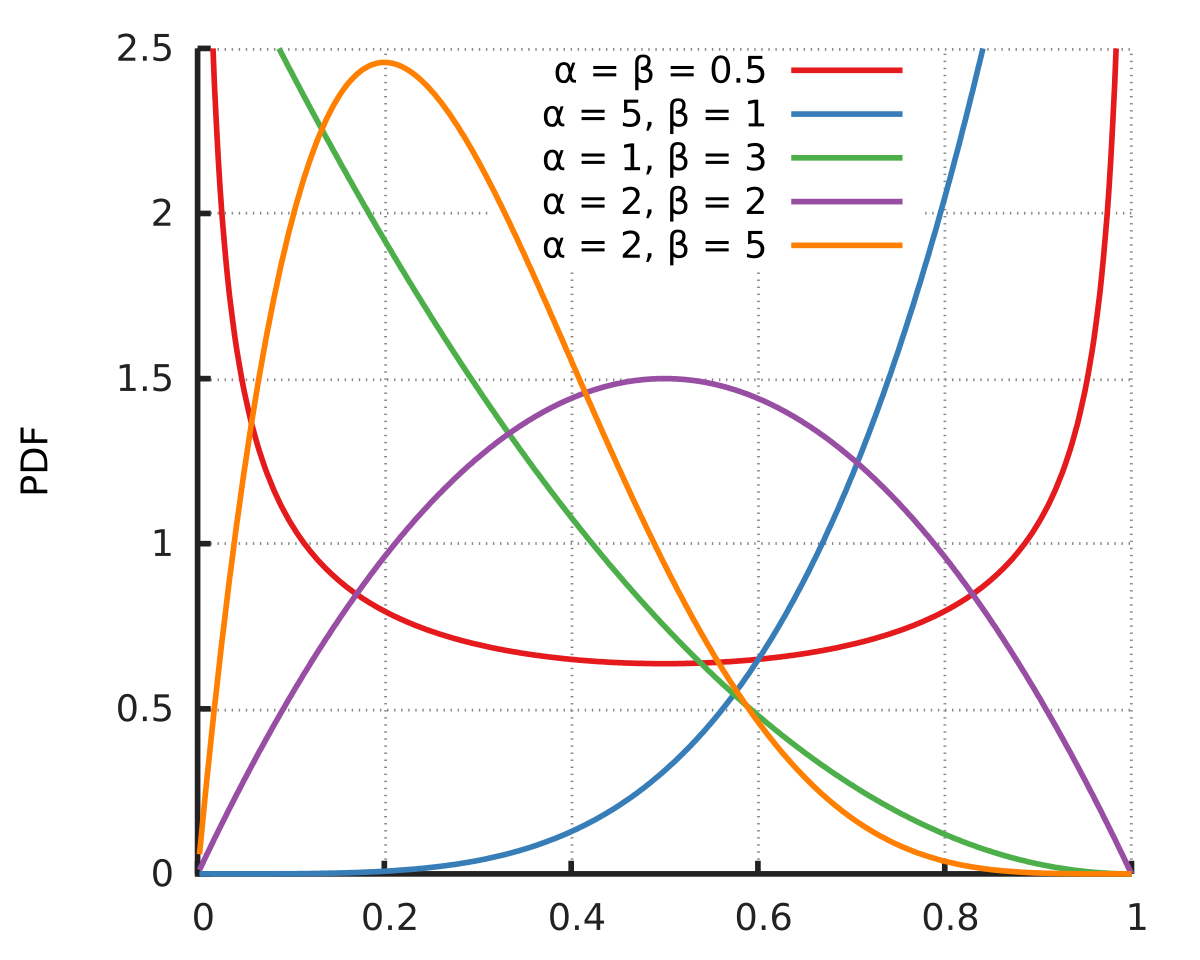 2.5
2
1.5
1
0.5
0
PDF
α = β = 0.5
α = 5, β = 1
α = 1, β = 3
α = 2, β = 2
α = 2, β = 5
0 0.2 0.4 0.6 0.8 1